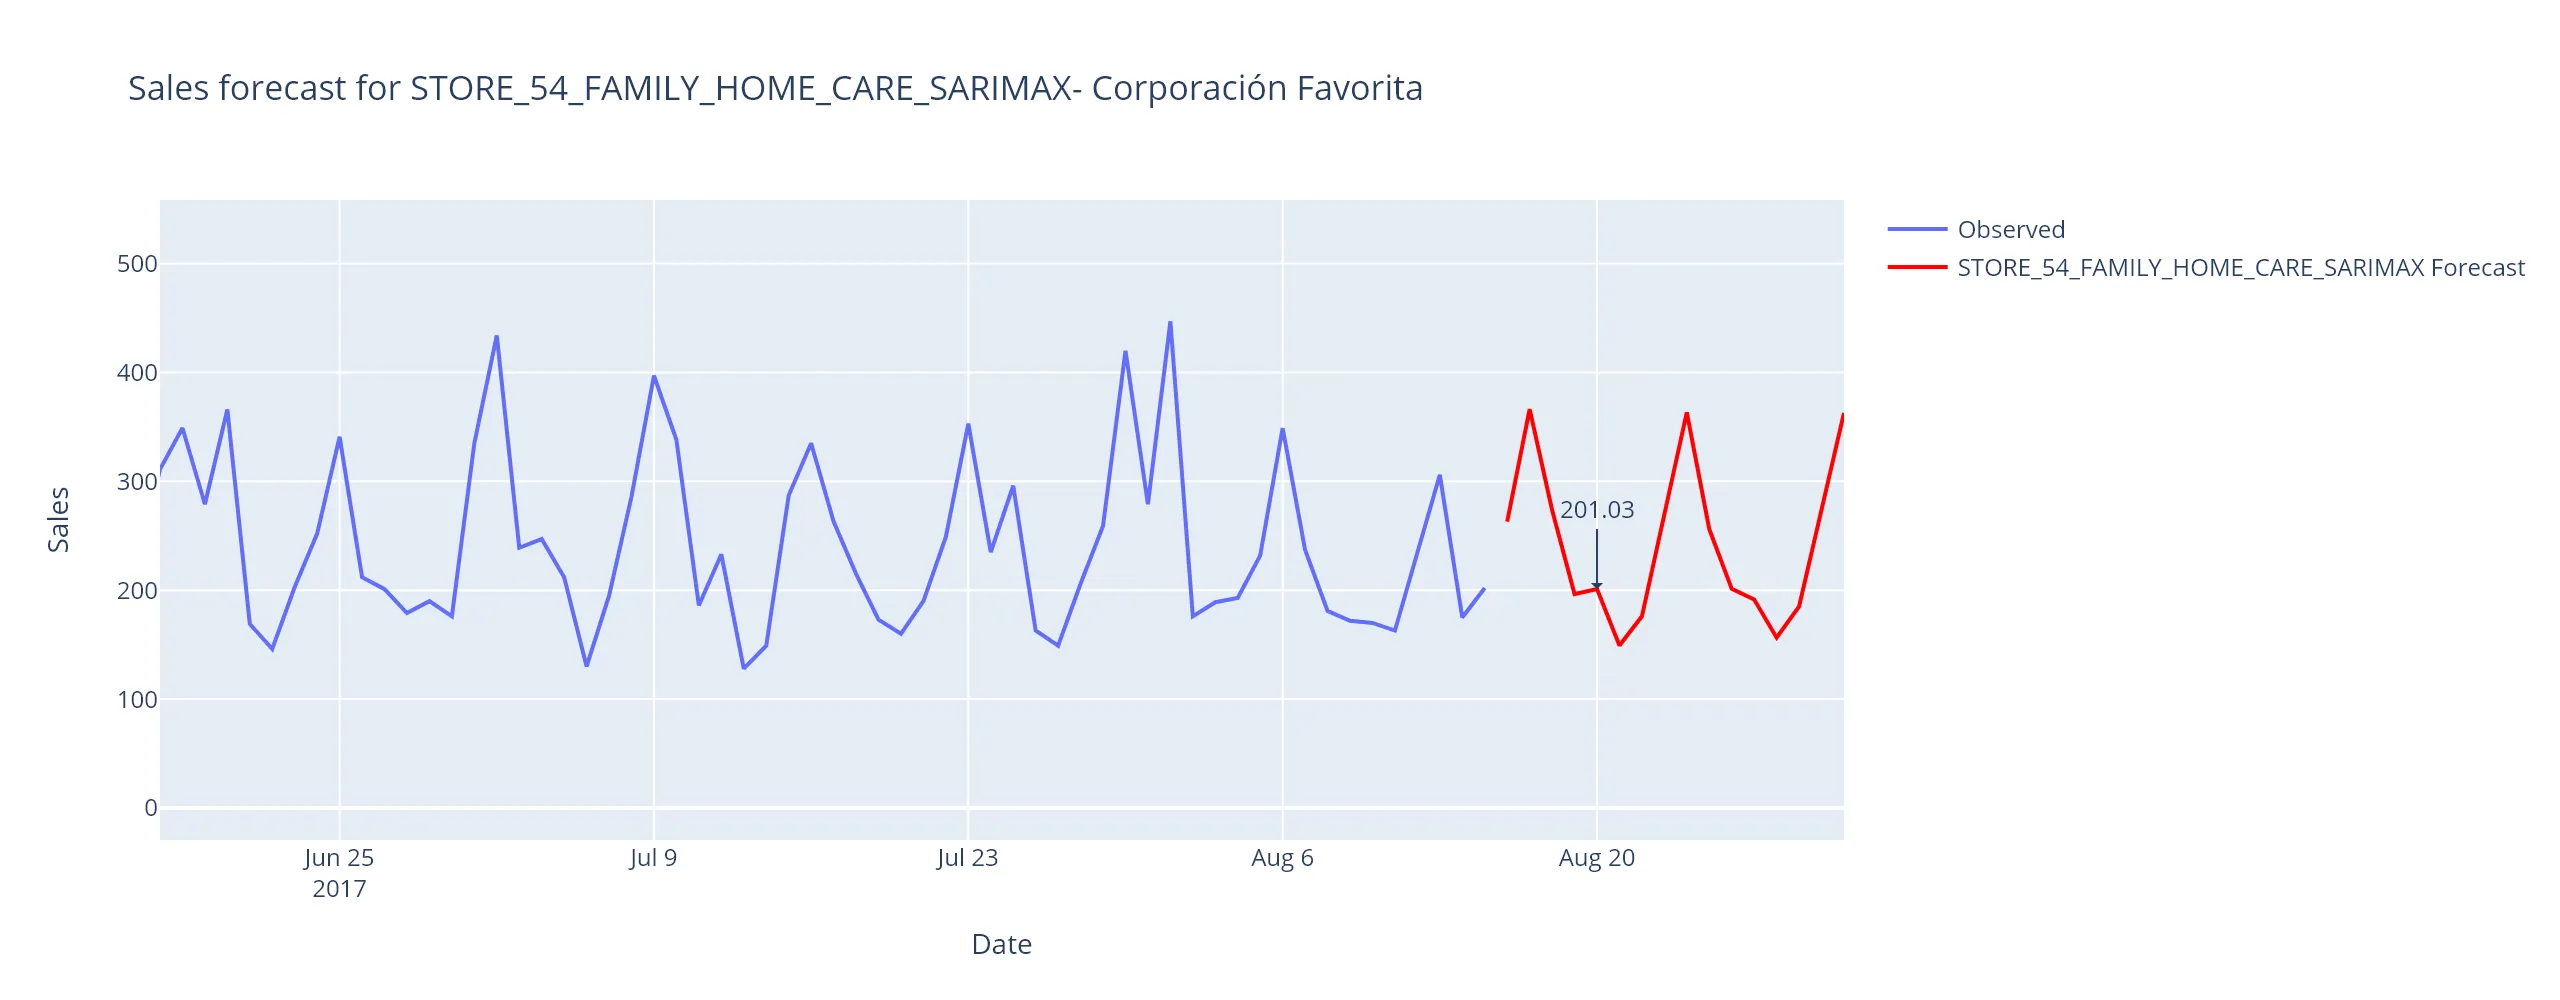 Sales forecast for STORE_54_FAMILY_HOME_CARE_SARIMAX- Corporación Favorita
Observed
STORE_54_FAMILY_HOME_CARE_SARIMAX Forecast
500
400
300
200
100
0
Sales
201.03
Jun 25
2017
Jul 9
Jul 23
Aug 6
Aug 20
Date